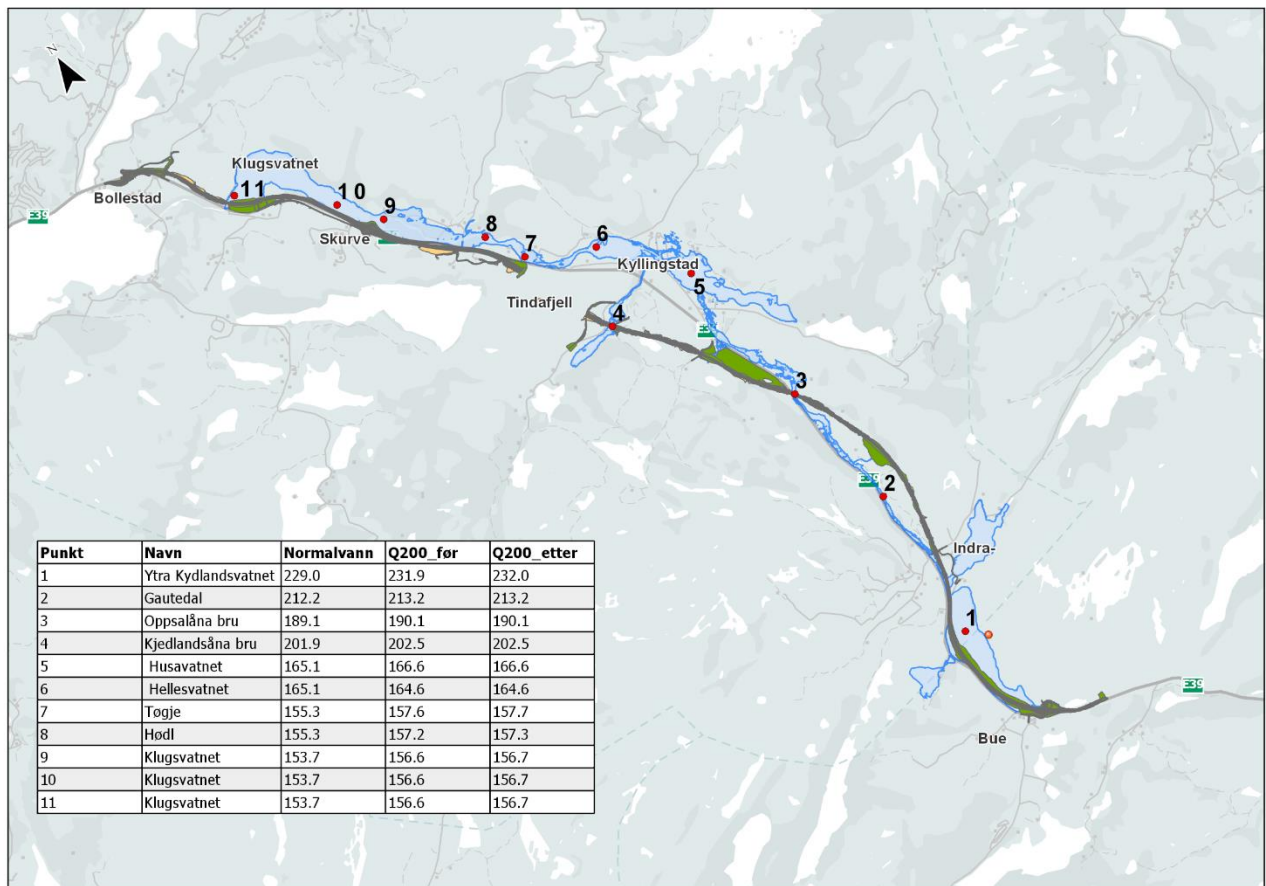 N
Klugsvatnet
11
10
Bollestad
9
E39
Skurve
8
6
7
Kyllingstad
5
Tindafjell
4
3
2
E39
Indra-
1
E39
Bue
Punkt Navn Normalvann Q200_før Q200_etter
1 Ytra Kydlandsvatnet 229.0 231.9 232.0
2 Gautedal 212.2 213.2 213.2
3 Oppsalåna bru 189.1 190.1 190.1
4 Kjedlandsåna bru 201.9 202.5 202.5
5 Husavatnet 165.1 166.6 166.6
6 Hellesvatnet 165.1 164.6 164.6
7 Tøgje 155.3 157.6 157.7
8 Hødl 155.3 157.2 157.3
9 Klugsvatnet 153.7 156.6 156.7
10 Klugsvatnet 153.7 156.6 156.7
11 Klugsvatnet 153.7 156.6 156.7